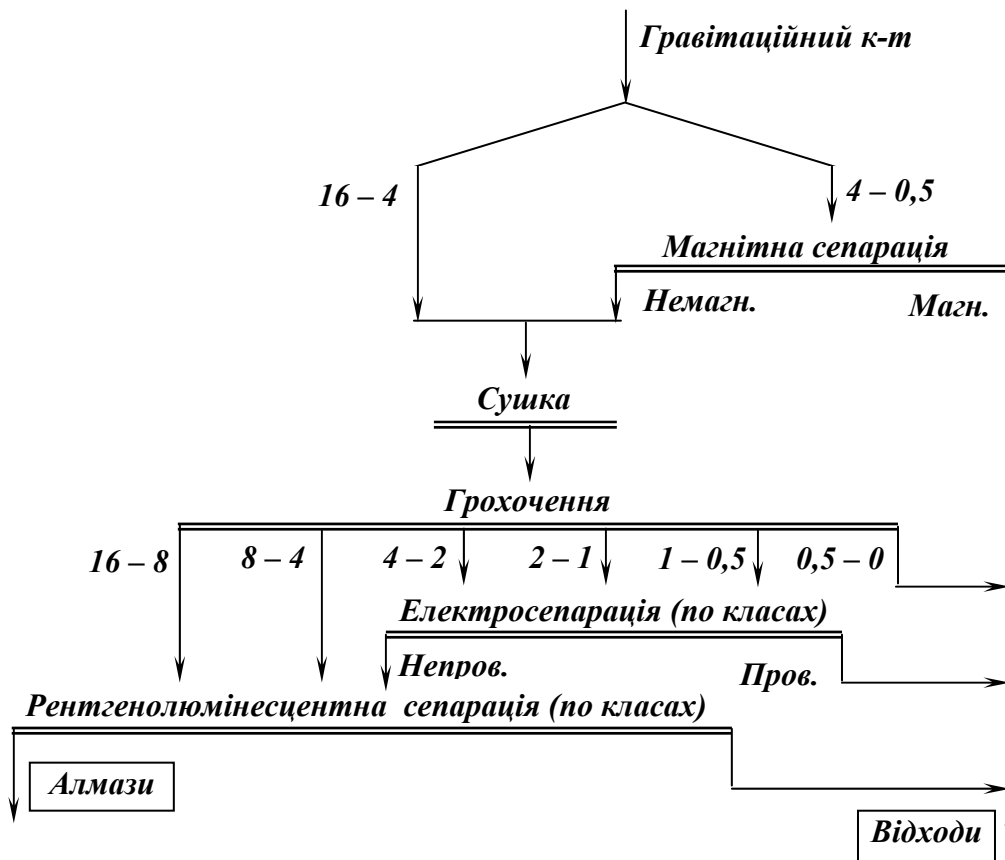 Гравітаційний к-т
16 – 4
4 – 0,5
Магнітна сепарація
Немагн.
Магн.
Сушка
Грохочення
16 – 8
8 – 4
4 – 2
2 – 1
1 – 0,5
0,5 – 0
Електросепарація (по класах)
Непров.
Пров.
Рентгенолюмінесцентна сепарація (по класах)
Алмази
Відходи